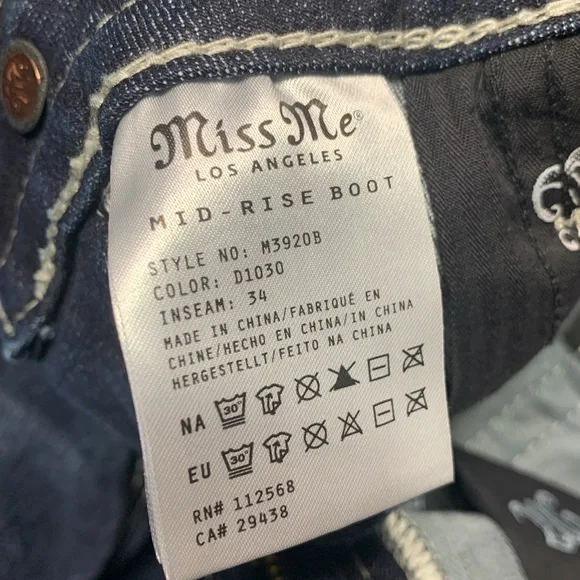 Miss Me®
LOS ANGELES
MID-RISE BOOT
STYLE NO: M3920B
COLOR: D1030
INSEAM: 34
MADE IN CHINA/FABRIQUÉ EN
CHINE/HECHO EN CHINA/IN CHINA
HERGESTELLT/FEITO NA CHINA
NA 30°
EU 30°
RN# 112568
CA# 29438